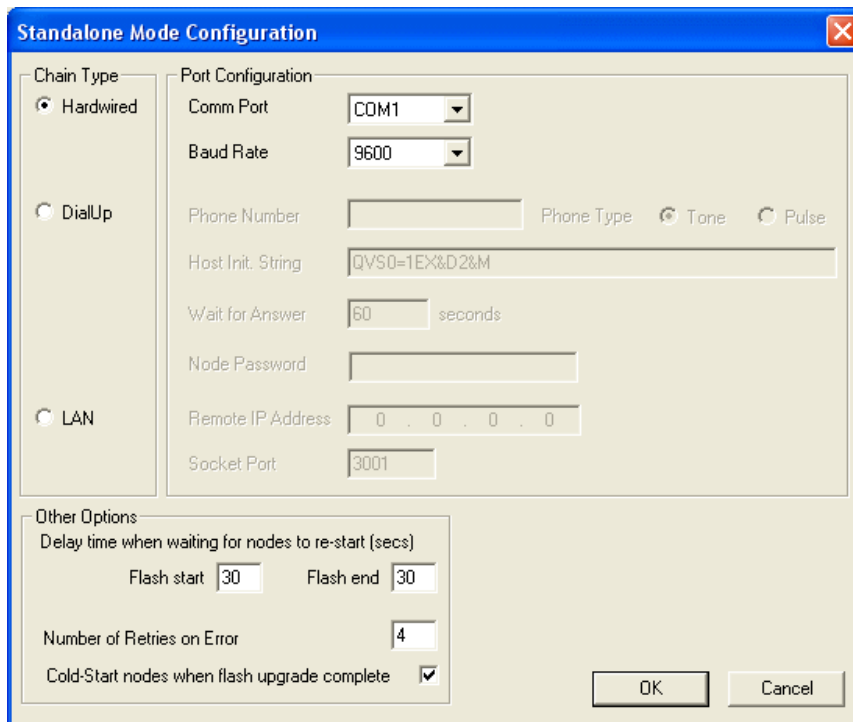 Standalone Mode Configuration
Chain Type
Hardwired
DialUp
LAN
Port Configuration
Comm Port COM1
Baud Rate 9600
Phone Number Phone Type Tone Pulse
Host Init. String QVS0=1EX&D2&M
Wait for Answer 60 seconds
Node Password
Remote IP Address 0 . 0 . 0 . 0
Socket Port 3001
Other Options
Delay time when waiting for nodes to re-start (secs)
Flash start 30 Flash end 30
Number of Retries on Error 4
Cold-Start nodes when flash upgrade complete
OK Cancel